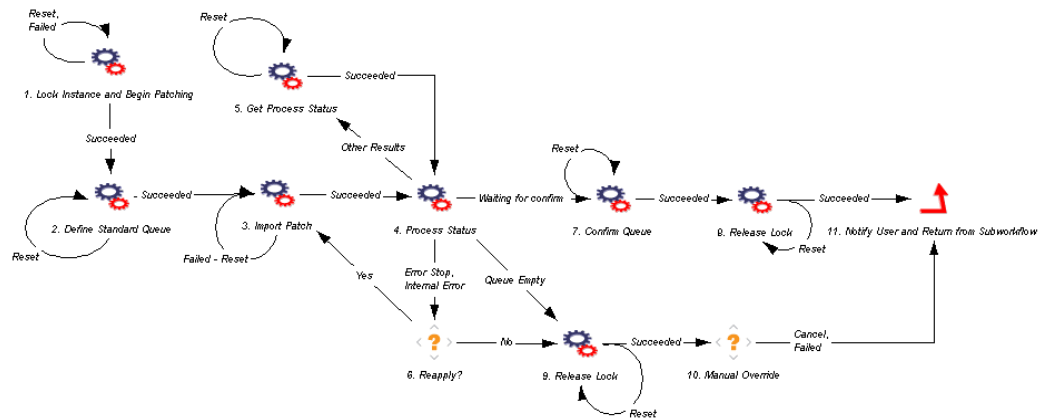 Reset,
Failed
Reset
1. Lock Instance and Begin Patching
Succeeded
5. Get Process Status
Succeeded
Other Results
Reset
Succeeded
Succeeded
Waiting for confirm
Succeeded
Succeeded
2. Define Standard Queue
3. Import Patch
4. Process Status
7. Confirm Queue
8. Release Lock
11. Notify User and Return from Subworkflow
Reset
Failed - Reset
Reset
Yes
Error Stop,
Internal Error
Queue Empty
No
Succeeded
Cancel,
Failed
6. Reapply?
9. Release Lock
10. Manual Override
Reset